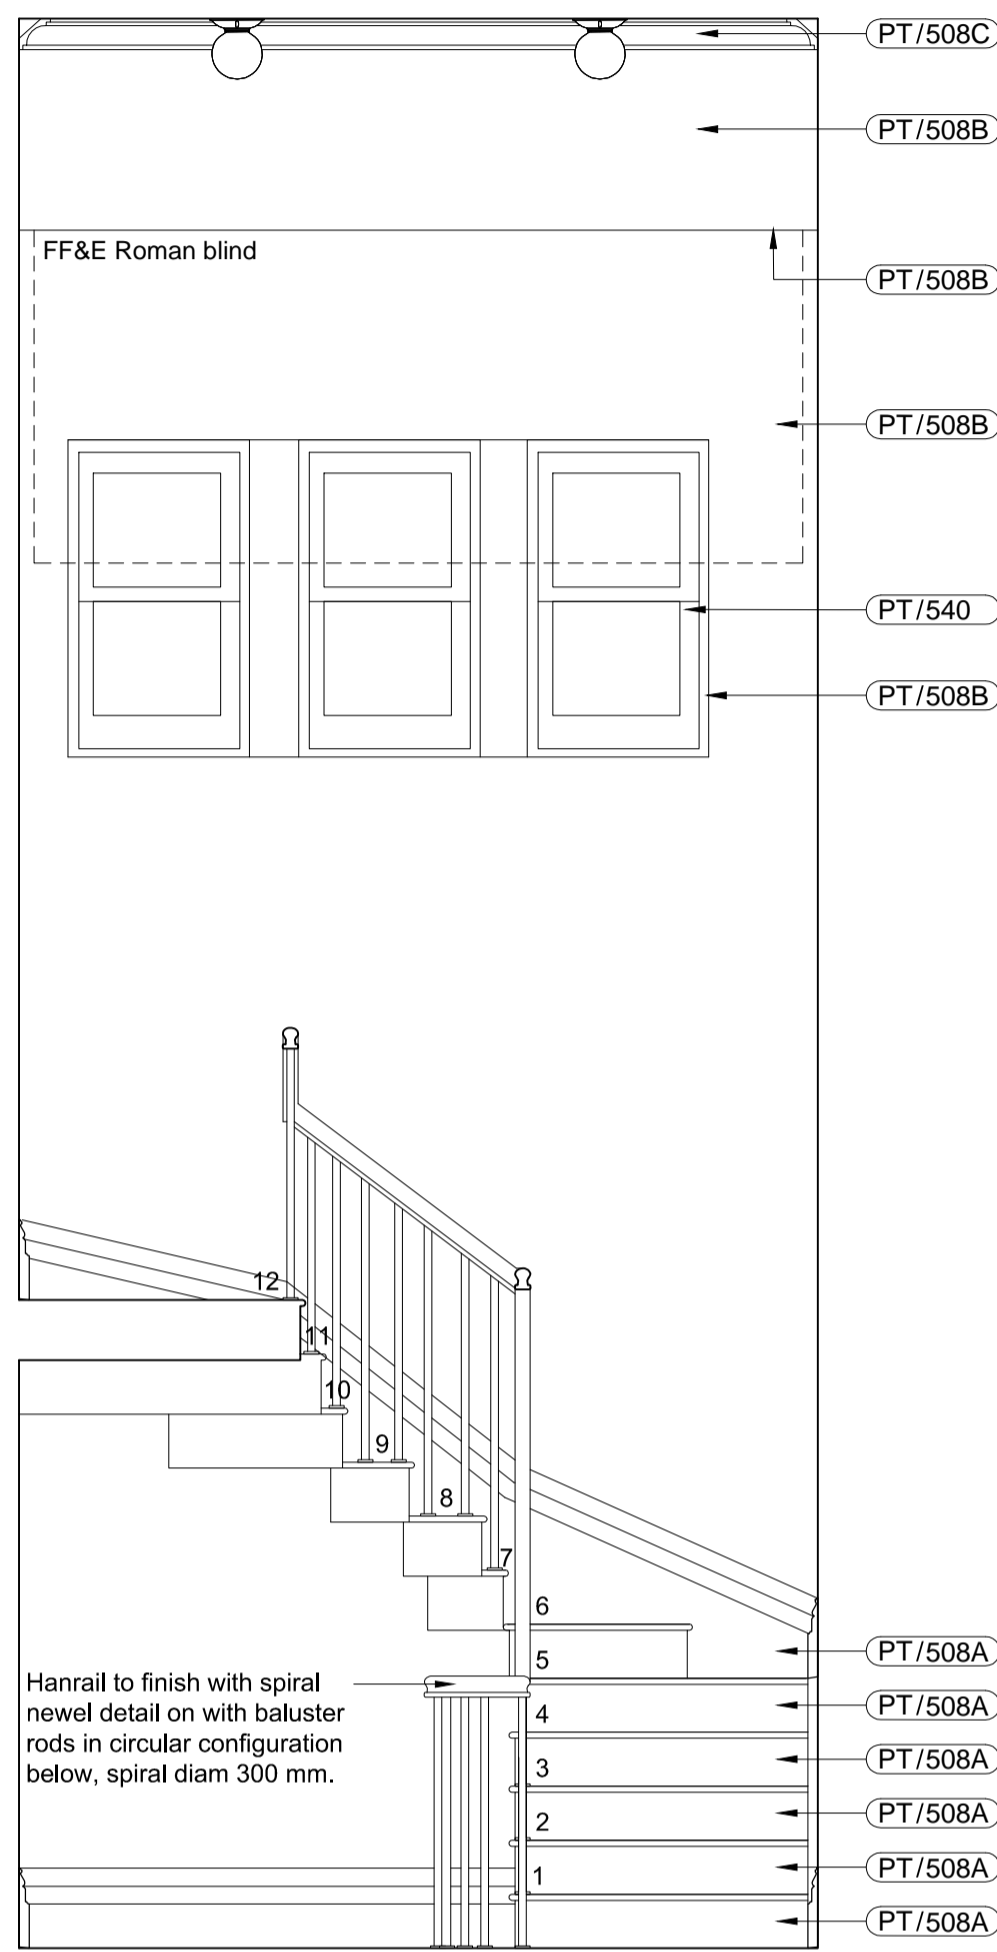 PT/508C
PT/508B
FF&E Roman blind
PT/508B
PT/508B
PT/540
PT/508B
12
11
10
9
8
7
6
5
PT/508A
Hanrail to finish with spiral
newel detail on with baluster
rods in circular configuration
below, spiral diam 300 mm.
4
PT/508A
3
PT/508A
2
PT/508A
1
PT/508A
PT/508A